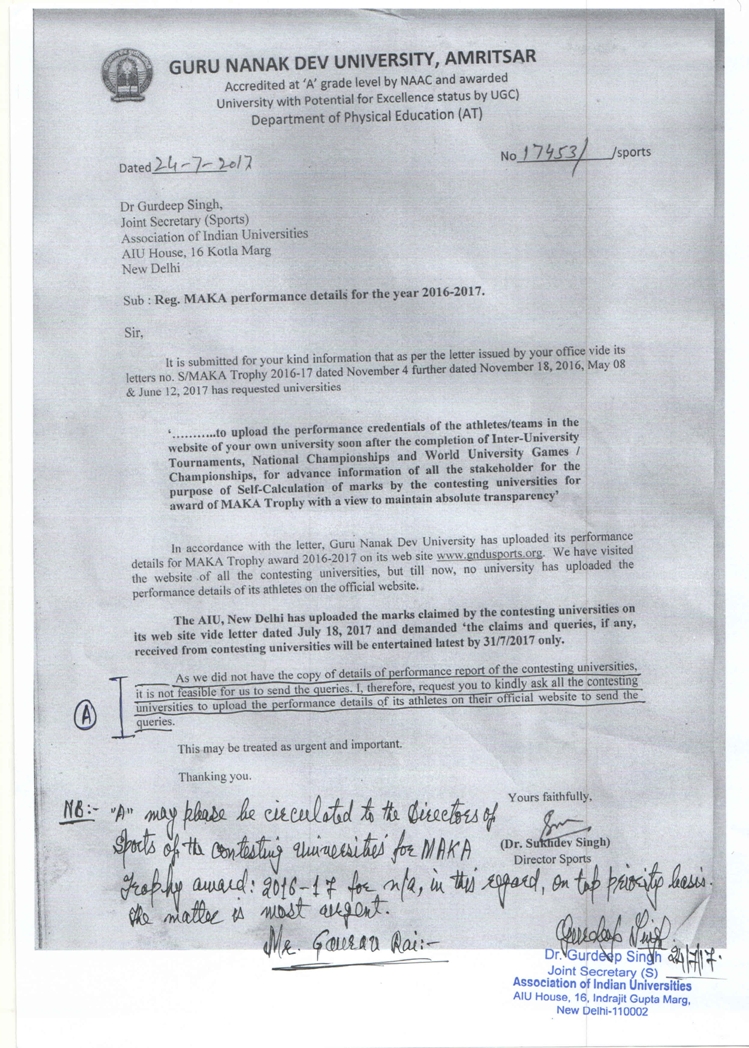 GURU NANAK DEV UNIVERSITY, AMRITSAR
Accredited at 'A' grade level by NAAC and awarded
University with Potential for Excellence status by UGC)
Department of Physical Education (AT)
Dated 24-7-2017
No 17453/ /sports
Dr Gurdeep Singh,
Joint Secretary (Sports)
Association of Indian Universities
AIU House, 16 Kotla Marg
New Delhi
Sub : Reg. MAKA performance details for the year 2016-2017.
Sir,
It is submitted for your kind information that as per the letter issued by your office vide its
letters no. S/MAKA Trophy 2016-17 dated November 4 further dated November 18, 2016, May 08
& June 12, 2017 has requested universities
'...........to upload the performance credentials of the athletes/teams in the
website of your own university soon after the completion of Inter-University
Tournaments, National Championships and World University Games /
Championships, for advance information of all the stakeholder for the
purpose of Self-Calculation of marks by the contesting universities for
award of MAKA Trophy with a view to maintain absolute transparency'
In accordance with the letter, Guru Nanak Dev University has uploaded its performance
details for MAKA Trophy award 2016-2017 on its web site www.gndusports.org. We have visited
the website of all the contesting universities, but till now, no university has uploaded the
performance details of its athletes on the official website.
The AIU, New Delhi has uploaded the marks claimed by the contesting universities on
its web site vide letter dated July 18, 2017 and demanded 'the claims and queries, if any,
received from contesting universities will be entertained latest by 31/7/2017 only.
As we did not have the copy of details of performance report of the contesting universities,
it is not feasible for us to send the queries. I, therefore, request you to kindly ask all the contesting
universities to upload the performance details of its athletes on their official website to send the
queries.
A
This may be treated as urgent and important.
Thanking you.
Yours faithfully,
(Dr. Sukhdev Singh)
Director Sports
NB:- "A" may please be circulated to the Directors of
Sports of the contesting universities for MAKA
Trophy award: 2016-17 for n/a, in this regard, on top priority basis.
The matter is most urgent.
Mr. Gaurav Rai:-
Gurdeep Singh
24/7/17.
Dr. Gurdeep Singh
Joint Secretary (S)
Association of Indian Universities
AIU House, 16, Indrajit Gupta Marg,
New Delhi-110002